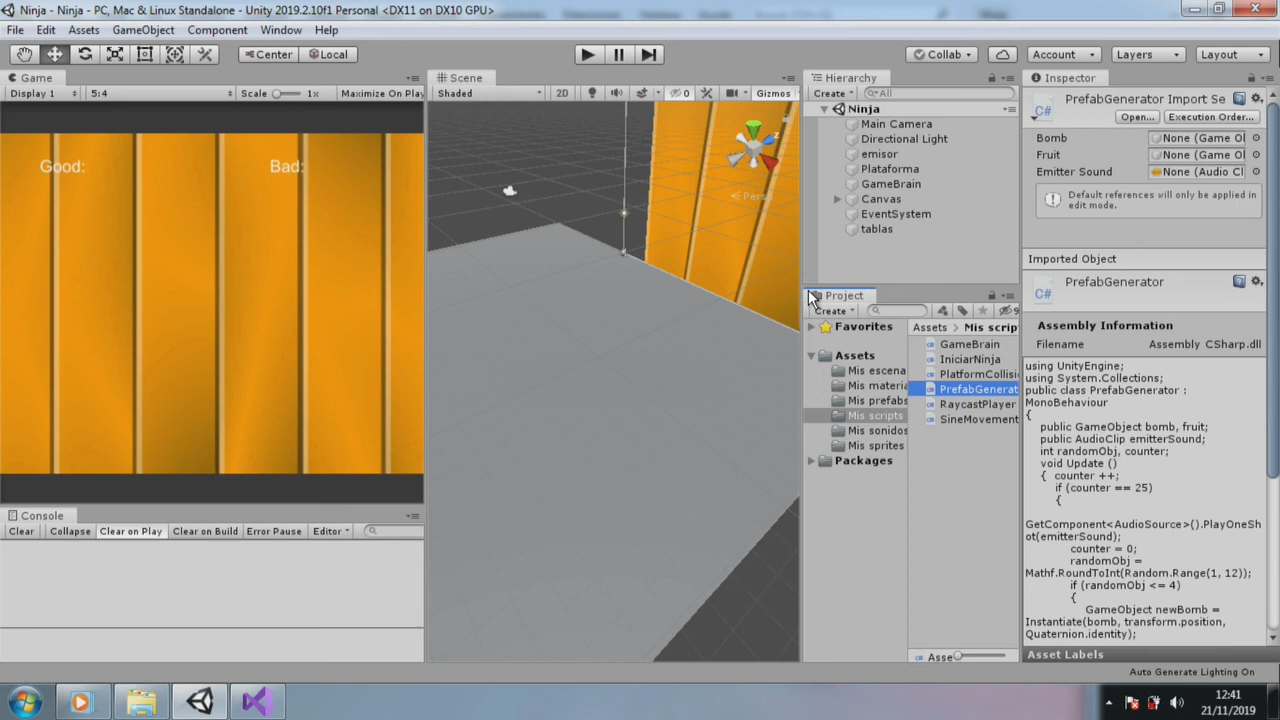 Ninja - Ninja - PC, Mac & Linux Standalone - Unity 2019.2.10f1 Personal <DX11 on DX10 GPU>
File Edit Assets GameObject Component Window Help
Center Local Collab Account Layers Layout
Game
Display 1 5:4 Scale 1x Maximize On Play
Good: Bad:
Console
Clear Collapse Clear on Play Clear on Build Error Pause Editor
Scene
Shaded 2D 0 Gizmos
z
Persp
Hierarchy
Create All
Ninja
Main Camera
Directional Light
emisor
Plataforma
GameBrain
Canvas
EventSystem
tablas
Project
Create 9
Favorites
Assets
Mis escena
Mis materia
Mis prefabs
Mis scripts
Mis sonidos
Mis sprites
Packages
Assets Mis scrip
GameBrain
IniciarNinja
PlatformCollisi
PrefabGenerat
RaycastPlayer
SineMovement
Asse
Inspector
PrefabGenerator Import Se
C#
Open... Execution Order...
Bomb None (Game Ol
Fruit None (Game Ol
Emitter Sound None (Audio Cl
Default references will only be applied in
edit mode.
Imported Object
PrefabGenerator
C#
Assembly Information
Filename Assembly CSharp.dll
using UnityEngine;
using System.Collections;
public class PrefabGenerator :
MonoBehaviour
{
public GameObject bomb, fruit;
public AudioClip emitterSound;
int randomObj, counter;
void Update ()
{ counter ++;
if (counter == 25)
{
GetComponent<AudioSource>().PlayOneSh
ot(emitterSound);
counter = 0;
randomObj =
Mathf.RoundToInt(Random.Range(1, 12));
if (randomObj <= 4)
{
GameObject newBomb =
Instantiate(bomb, transform.position,
Quaternion.identity);
Asset Labels
Auto Generate Lighting On
12:41
21/11/2019